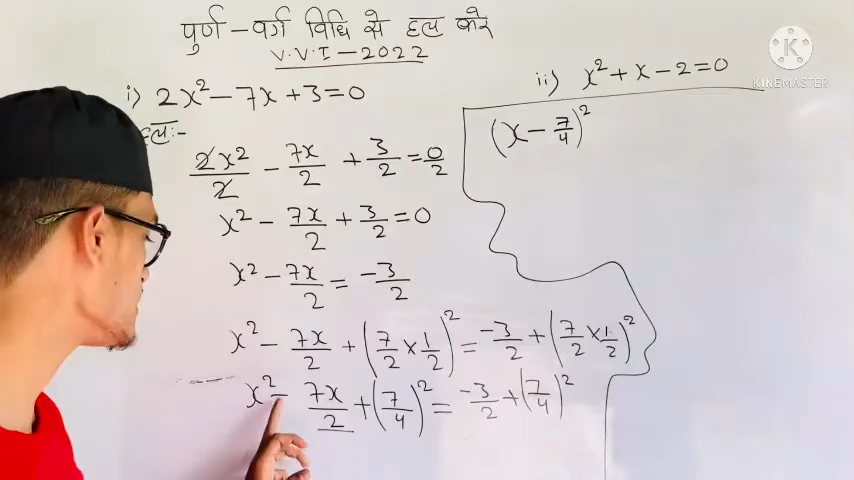 पुर्ण-वर्ग विधि से हल करे
V.V.I-2022
i) 2x² - 7x + 3 = 0
हल:-
2x²/2 - 7x/2 + 3/2 = 0/2
x² - 7x/2 + 3/2 = 0
x² - 7x/2 = -3/2
x² - 7x/2 + (7/2 × 1/2)² = -3/2 + (7/2 × 1/2)²
x² - 7x/2 + (7/4)² = -3/2 + (7/4)²
ii) x² + x - 2 = 0
(x - 7/4)²
KINEMASTER